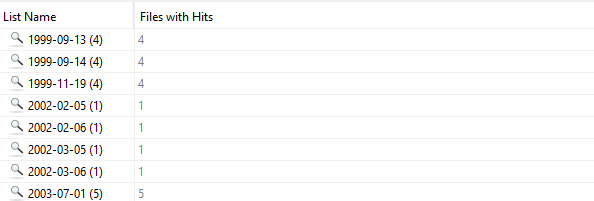 List Name Files with Hits
1999-09-13 (4) 4
1999-09-14 (4) 4
1999-11-19 (4) 4
2002-02-05 (1) 1
2002-02-06 (1) 1
2002-03-05 (1) 1
2002-03-06 (1) 1
2003-07-01 (5) 5